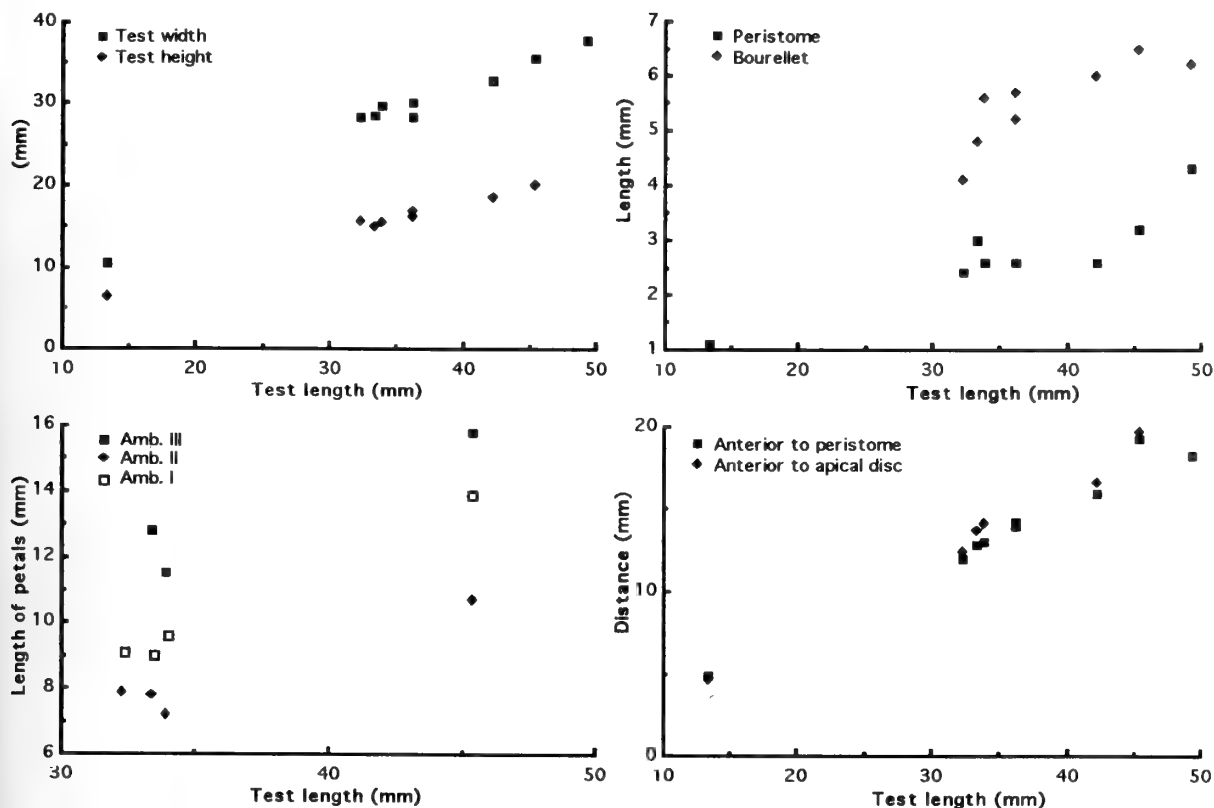 40
30
20
10
0
(mm)
Test width
Test height
10 20 30 40 50
Test length (mm)
7
6
5
4
3
2
1
Length (mm)
Peristome
Bourellet
10 20 30 40 50
Test length (mm)
16
14
12
10
8
6
Length of petals (mm)
Amb. III
Amb. II
Amb. I
30 40 50
Test length (mm)
20
10
0
Distance (mm)
Anterior to peristome
Anterior to apical disc
10 20 30 40 50
Test length (mm)